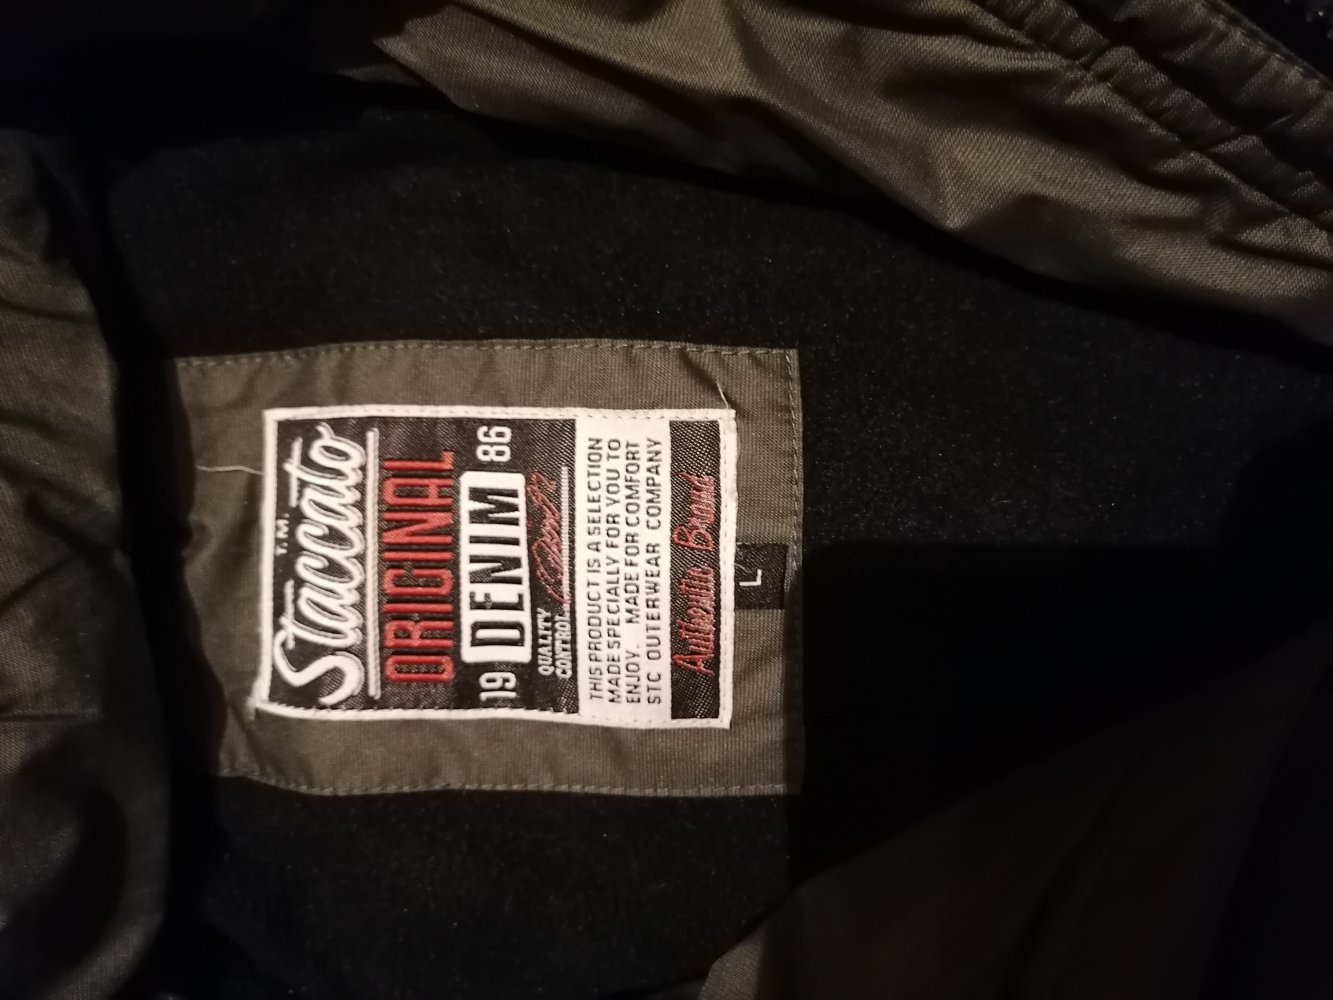 T.M.
Staccato
ORIGINAL
19 DENIM 86
QUALITY
CONTROL
THIS PRODUCT IS A SELECTION
MADE SPECIALLY FOR YOU TO
ENJOY. MADE FOR COMFORT
STC OUTERWEAR COMPANY
Authentic Brand
L